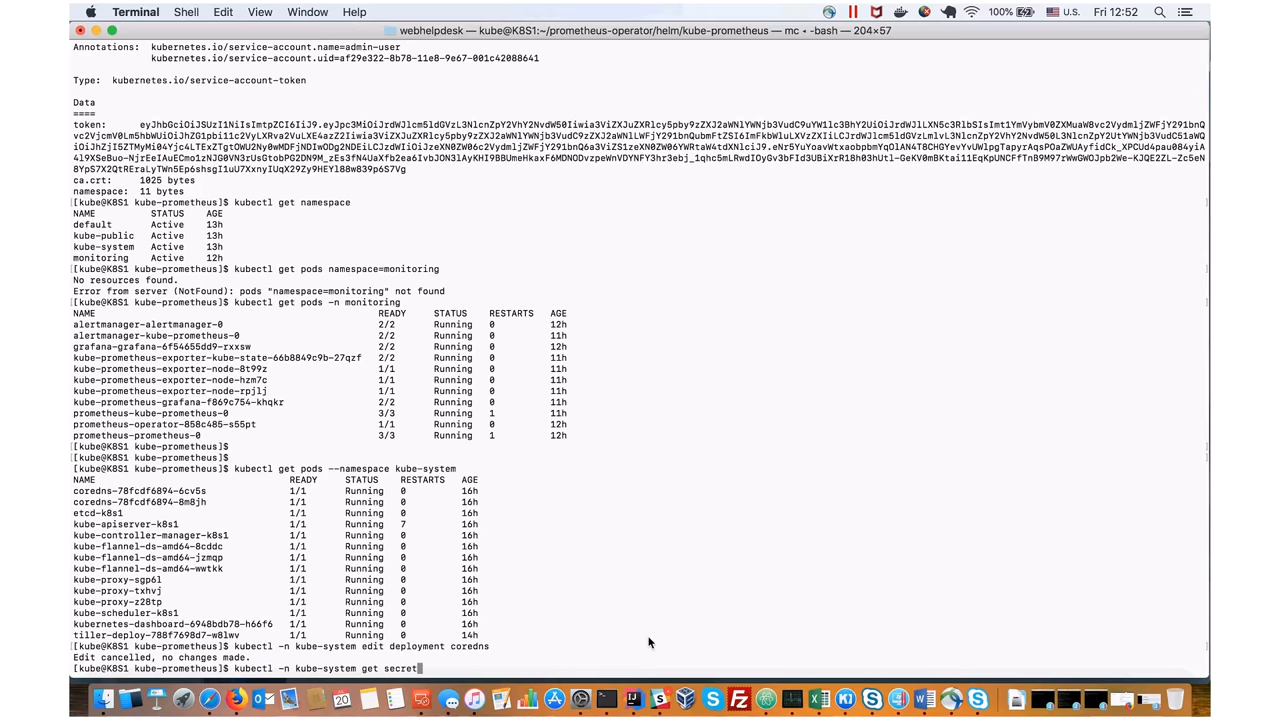 Terminal Shell Edit View Window Help 100% U.S. Fri 12:52
webhelpdesk — kube@K8S1:~/prometheus-operator/helm/kube-prometheus — mc ◂ -bash — 204×57
Annotations: kubernetes.io/service-account.name=admin-user
kubernetes.io/service-account.uid=af29e322-8b78-11e8-9e67-001c42088641
Type: kubernetes.io/service-account-token
Data
====
token:
ca.crt: 1025 bytes
namespace: 11 bytes
[kube@K8S1 kube-prometheus]$ kubectl get namespace
NAME STATUS AGE
default Active 13h
kube-public Active 13h
kube-system Active 13h
monitoring Active 12h
[kube@K8S1 kube-prometheus]$ kubectl get pods namespace=monitoring
No resources found.
Error from server (NotFound): pods "namespace=monitoring" not found
[kube@K8S1 kube-prometheus]$ kubectl get pods -n monitoring
NAME READY STATUS RESTARTS AGE
alertmanager-alertmanager-0 2/2 Running 0 12h
alertmanager-kube-prometheus-0 2/2 Running 0 11h
grafana-grafana-6f54655dd9-rxxsw 2/2 Running 0 12h
kube-prometheus-exporter-kube-state-66b8849c9b-27qzf 2/2 Running 0 11h
kube-prometheus-exporter-node-8t99z 1/1 Running 0 11h
kube-prometheus-exporter-node-hzm7c 1/1 Running 0 11h
kube-prometheus-exporter-node-rpjlj 1/1 Running 0 11h
kube-prometheus-grafana-f869c754-khqkr 2/2 Running 0 11h
prometheus-kube-prometheus-0 3/3 Running 1 11h
prometheus-operator-858c485-s55pt 1/1 Running 0 12h
prometheus-prometheus-0 3/3 Running 1 12h
[kube@K8S1 kube-prometheus]$
[kube@K8S1 kube-prometheus]$
[kube@K8S1 kube-prometheus]$ kubectl get pods --namespace kube-system
NAME READY STATUS RESTARTS AGE
coredns-78fcdf6894-6cv5s 1/1 Running 0 16h
coredns-78fcdf6894-8m8jh 1/1 Running 0 16h
etcd-k8s1 1/1 Running 0 16h
kube-apiserver-k8s1 1/1 Running 7 16h
kube-controller-manager-k8s1 1/1 Running 0 16h
kube-flannel-ds-amd64-8cddc 1/1 Running 0 16h
kube-flannel-ds-amd64-jzmqp 1/1 Running 0 16h
kube-flannel-ds-amd64-wwtkk 1/1 Running 0 16h
kube-proxy-sgp6l 1/1 Running 0 16h
kube-proxy-txhvj 1/1 Running 0 16h
kube-proxy-z28tp 1/1 Running 0 16h
kube-scheduler-k8s1 1/1 Running 0 16h
kubernetes-dashboard-6948bdb78-h66f6 1/1 Running 0 16h
tiller-deploy-788f7698d7-w8lwv 1/1 Running 0 14h
[kube@K8S1 kube-prometheus]$ kubectl -n kube-system edit deployment coredns
Edit cancelled, no changes made.
[kube@K8S1 kube-prometheus]$ kubectl -n kube-system get secret